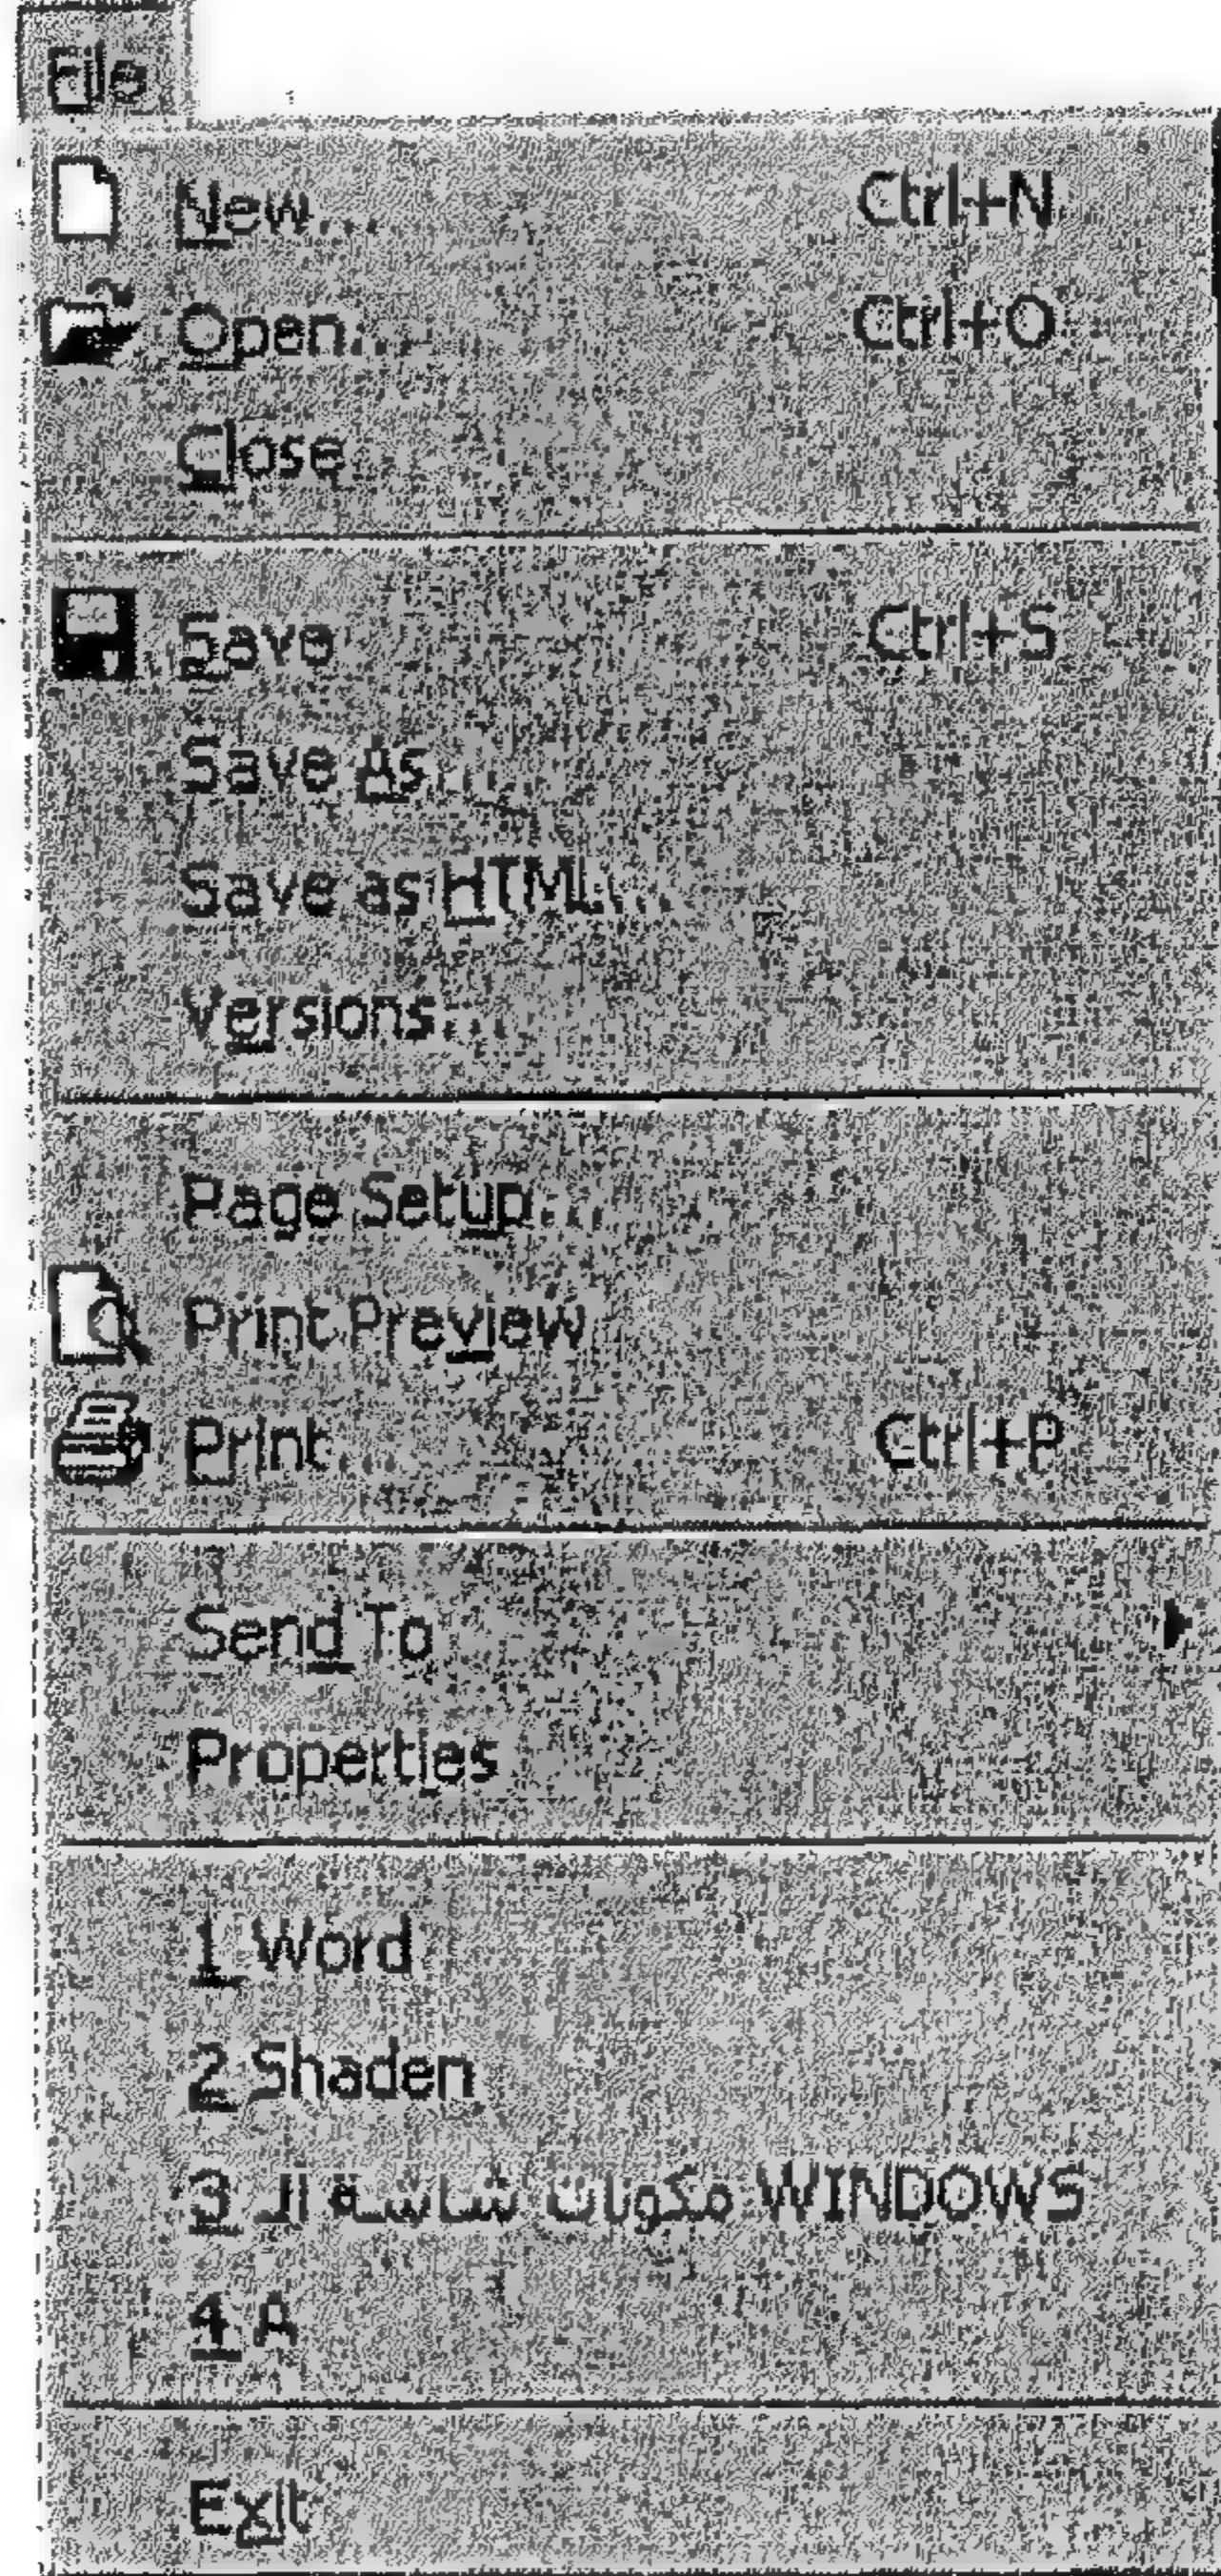 File
New... Ctrl+N
Open... Ctrl+O
Close
Save Ctrl+S
Save As...
Save as HTML...
Versions...
Page Setup...
Print Preview
Print... Ctrl+P
Send To
Properties
1 Word
2 Shaden
3 مكونات شاشة الـ WINDOWS
4 A
Exit